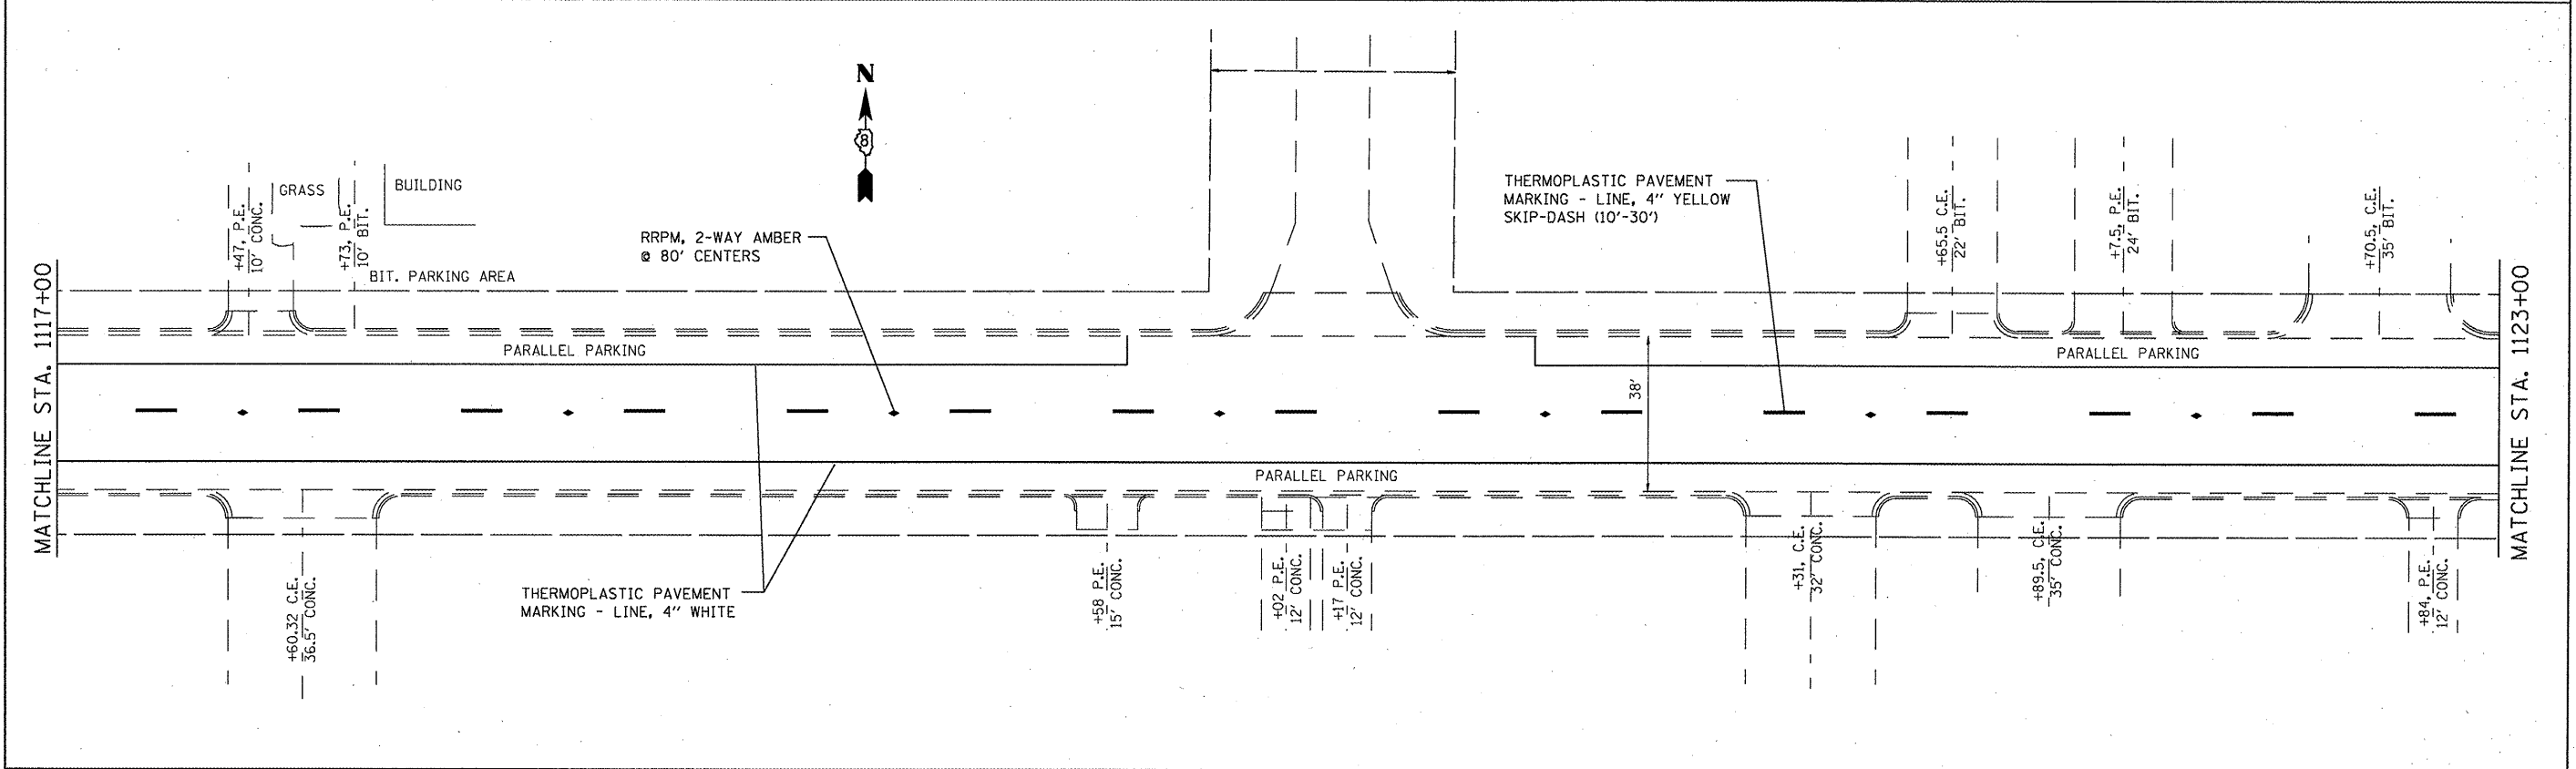 N
8
GRASS
BUILDING
+47, P.E.
10' CONC.
+73, P.E.
10' BIT.
BIT. PARKING AREA
RRPM, 2-WAY AMBER
@ 80' CENTERS
THERMOPLASTIC PAVEMENT
MARKING - LINE, 4" YELLOW
SKIP-DASH (10'-30')
+65.5 C.E.
22' BIT.
+7.5, P.E.
24' BIT.
+70.5, C.E.
35' BIT.
MATCHLINE STA. 1117+00
PARALLEL PARKING
PARALLEL PARKING
MATCHLINE STA. 1123+00
38'
PARALLEL PARKING
THERMOPLASTIC PAVEMENT
MARKING - LINE, 4" WHITE
+60.32 C.E.
36.5' CONC.
+58 P.E.
15' CONC.
+02 P.E.
12' CONC.
+17 P.E.
12' CONC.
+31, C.E.
32' CONC.
+89.5, C.E.
35' CONC.
+84, P.E.
12' CONC.